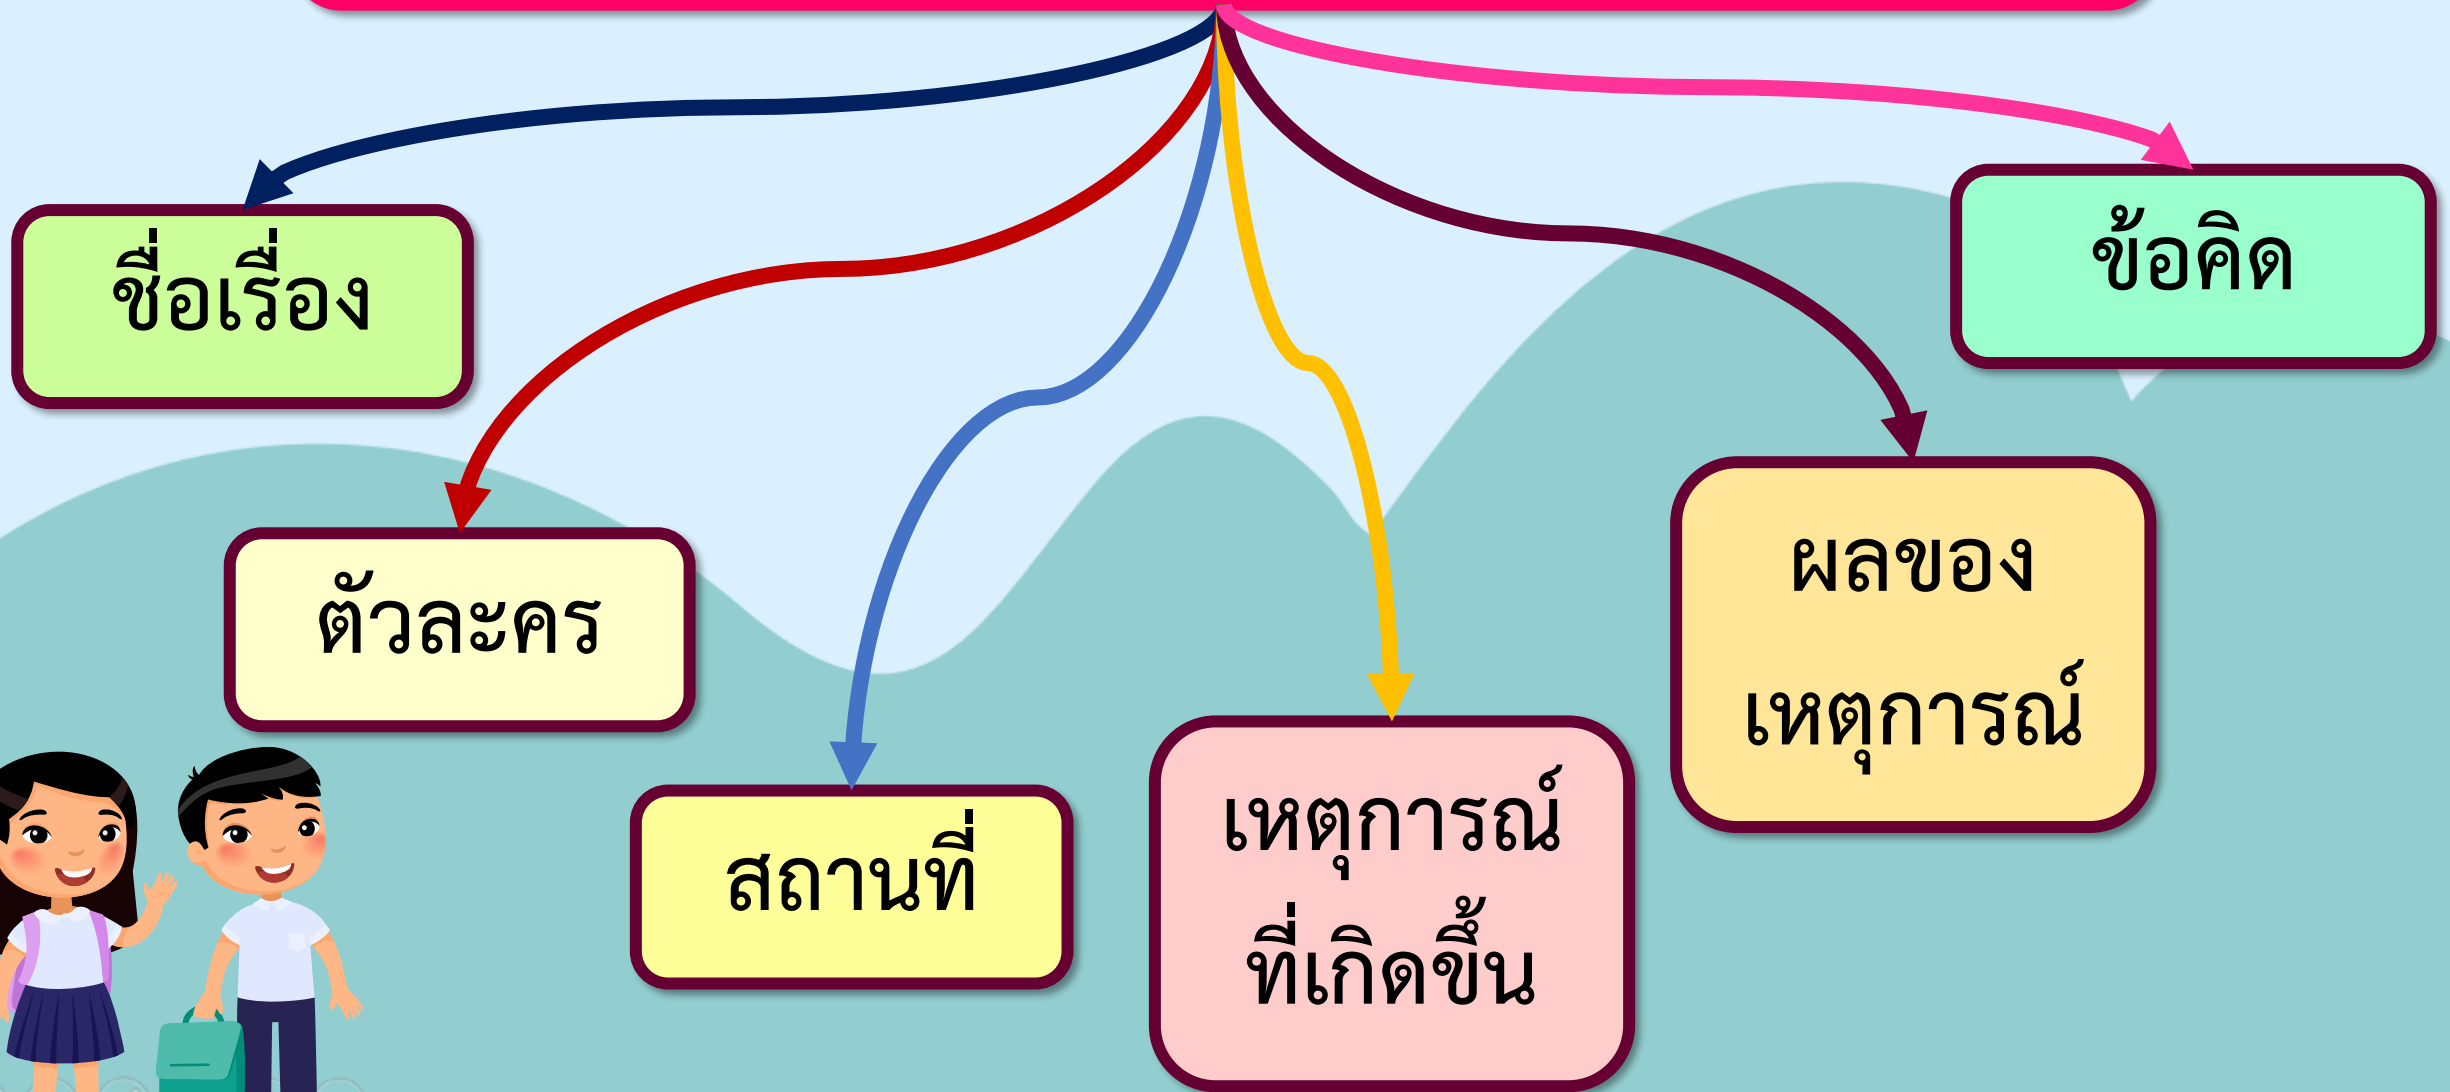 ชื่อเรื่อง
ตัวละคร
สถานที่
เหตุการณ์
ที่เกิดขึ้น
ผลของ
เหตุการณ์
ข้อคิด